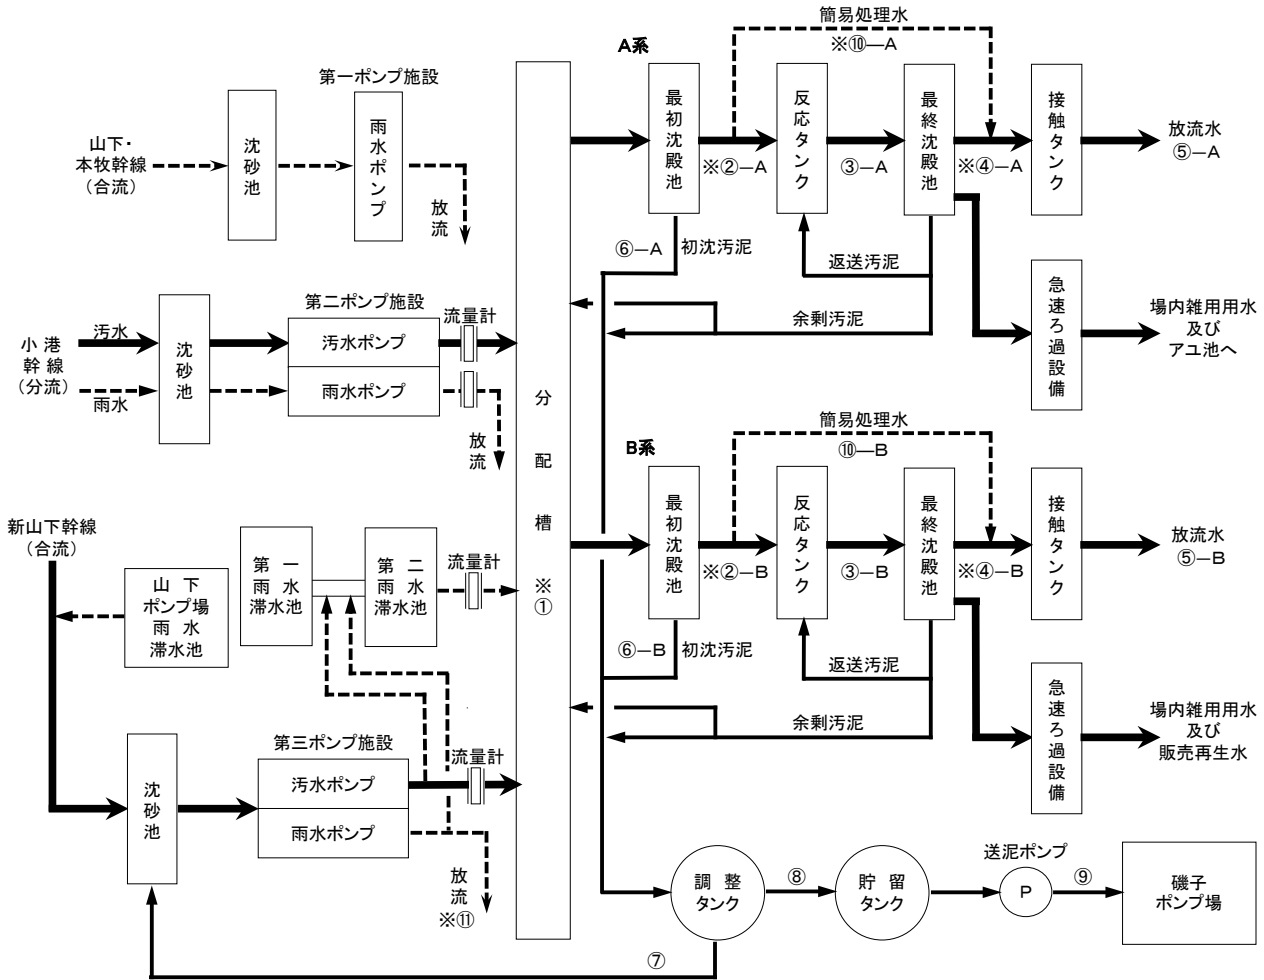 簡易処理水
※⑩―A
A系
第一ポンプ施設
山下・
本牧幹線
(合流)
沈砂池
雨水ポンプ
放流
最初沈殿池
※②―A
反応タンク
③―A
最終沈殿池
※④―A
接触タンク
放流水
⑤―A
⑥―A
初沈汚泥
返送汚泥
余剰汚泥
急速ろ過設備
場内雑用用水
及び
アユ池へ
小港
幹線
(分流)
汚水
雨水
沈砂池
第二ポンプ施設
汚水ポンプ
雨水ポンプ
流量計
放流
分配槽
※①
簡易処理水
⑩―B
B系
最初沈殿池
※②―B
反応タンク
③―B
最終沈殿池
※④―B
接触タンク
放流水
⑤―B
⑥―B
初沈汚泥
返送汚泥
余剰汚泥
急速ろ過設備
場内雑用用水
及び
販売再生水
新山下幹線
(合流)
山下
ポンプ場
雨水
滞水池
第一
雨水
滞水池
第二
雨水
滞水池
流量計
沈砂池
第三ポンプ施設
汚水ポンプ
雨水ポンプ
流量計
放流
※⑪
⑦
調整
タンク
⑧
貯留
タンク
送泥ポンプ
P
⑨
磯子
ポンプ場